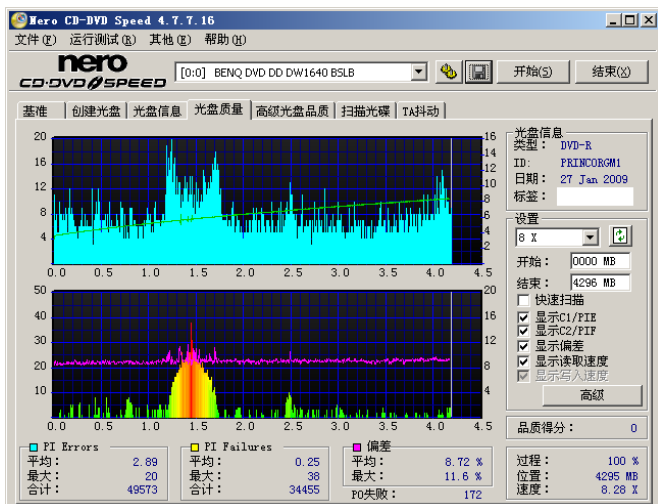 Nero CD-DVD Speed 4.7.7.16
文件(F) 运行测试(R) 其他(E) 帮助(H)
nero
CD·DVD SPEED
[0:0] BENQ DVD DD DW1640 BSLB
开始(S) 结束(X)
基准 创建光盘 光盘信息 光盘质量 高级光盘品质 扫描光碟 TA抖动
20 16 12 8 4
16 14 12 10 8 6 4 2
0.0 0.5 1.0 1.5 2.0 2.5 3.0 3.5 4.0 4.5
50 40 30 20 10
20 16 12 8 4
0.0 0.5 1.0 1.5 2.0 2.5 3.0 3.5 4.0 4.5
PI Errors
平均: 2.89
最大: 20
合计: 49573
PI Failures
平均: 0.25
最大: 38
合计: 34455
偏差
平均: 8.72 %
最大: 11.6 %
PO失败: 172
光盘信息
类型: DVD-R
ID: PRINCORGM1
日期: 27 Jan 2009
标签:
设置
8 X
开始: 0000 MB
结束: 4296 MB
快速扫描
显示C1/PIE
显示C2/PIF
显示偏差
显示读取速度
显示写入速度
高级
品质得分: 0
过程: 100 %
位置: 4295 MB
速度: 8.28 X